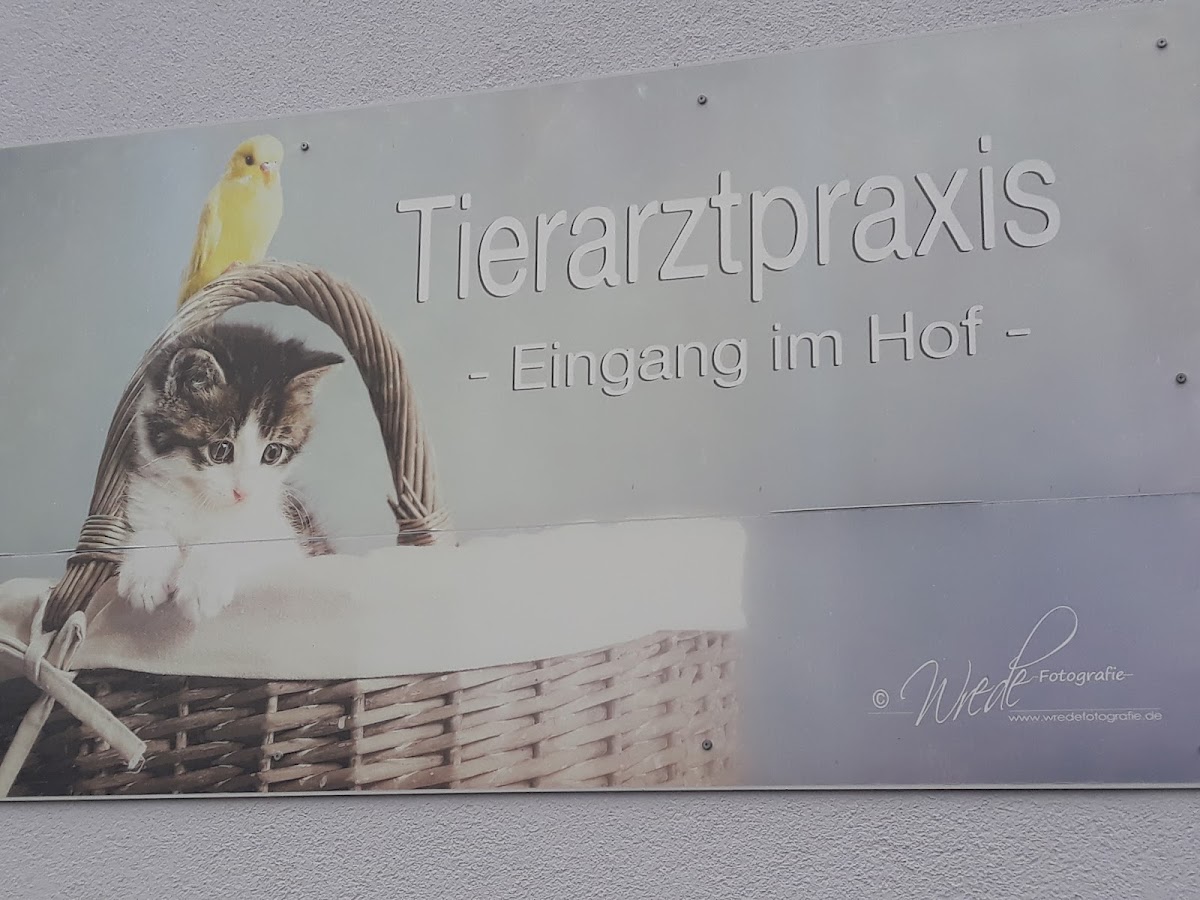 Tierarztpraxis
- Eingang im Hof -
© Wrede -Fotografie-
www.wredefotografie.de